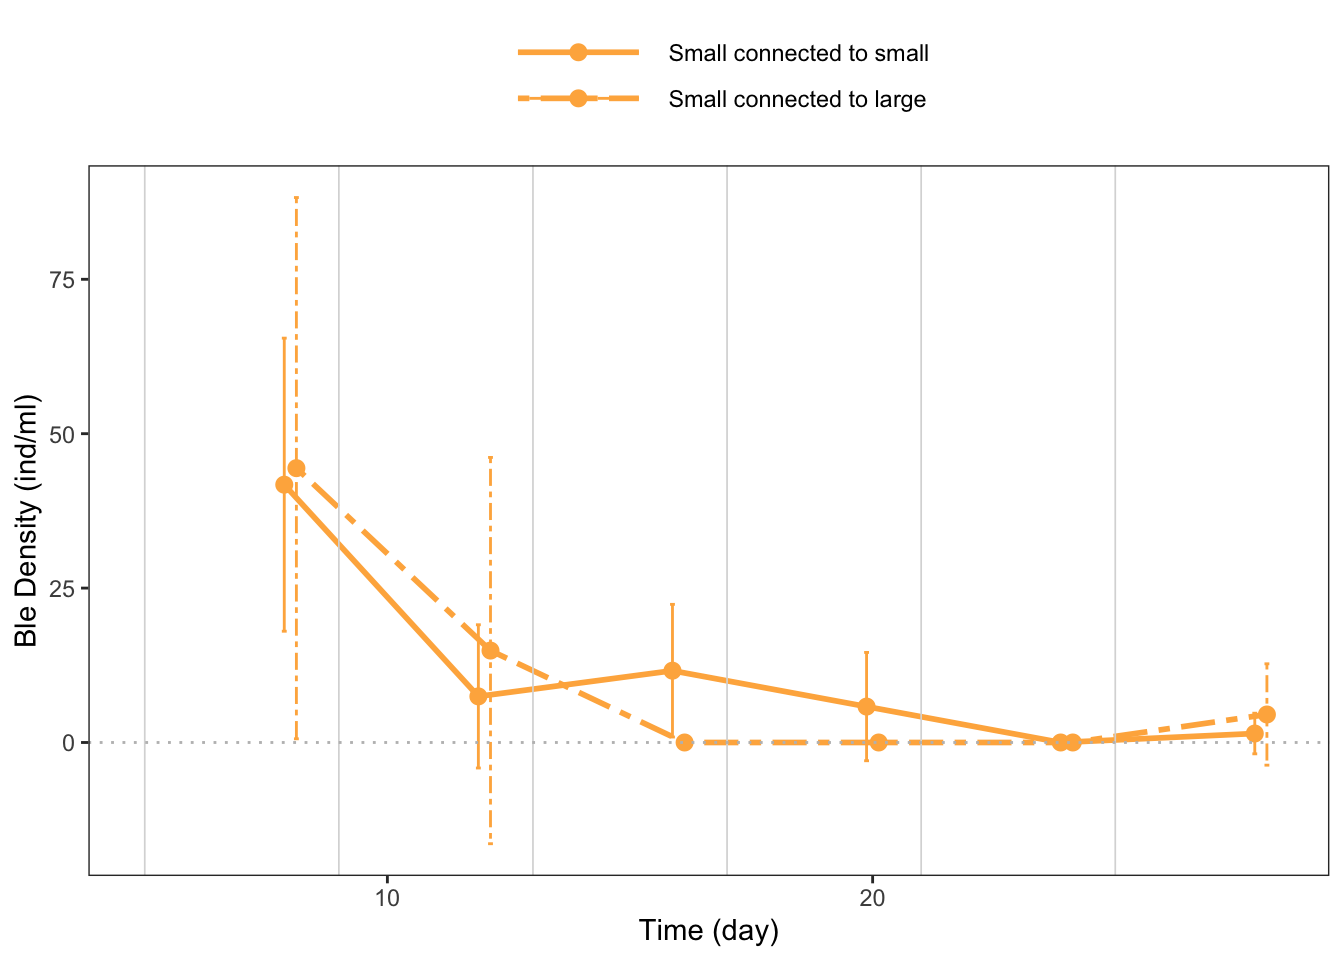 Small connected to small
Small connected to large
75
50
25
0
Ble Density (ind/ml)
10
20
Time (day)